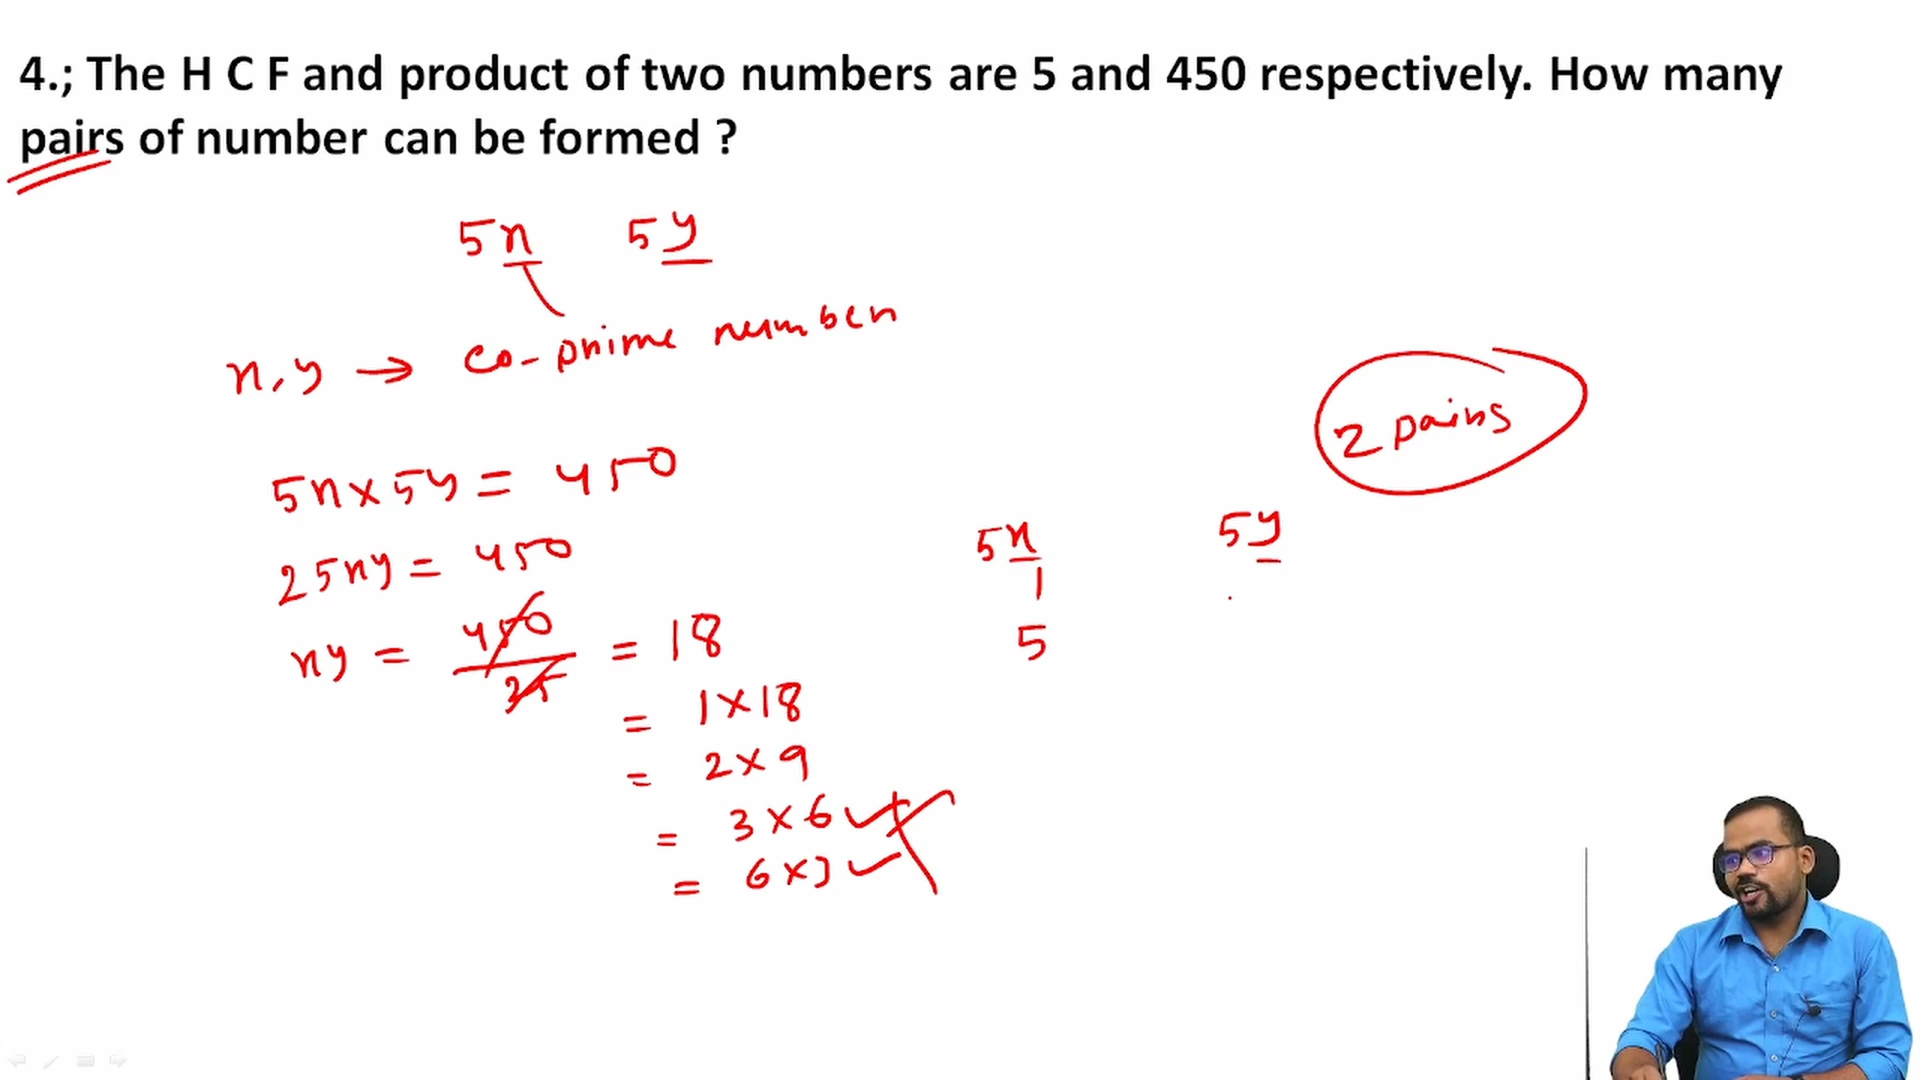 4.; The H C F and product of two numbers are 5 and 450 respectively. How many
pairs of number can be formed ?
5x 5y
x, y → co-prime number
2 pairs
5x × 5y = 450
25xy = 450
xy = 450/25 = 18
= 1 × 18
= 2 × 9
= 3 × 6
= 6 × 3
5x 5y
1
5